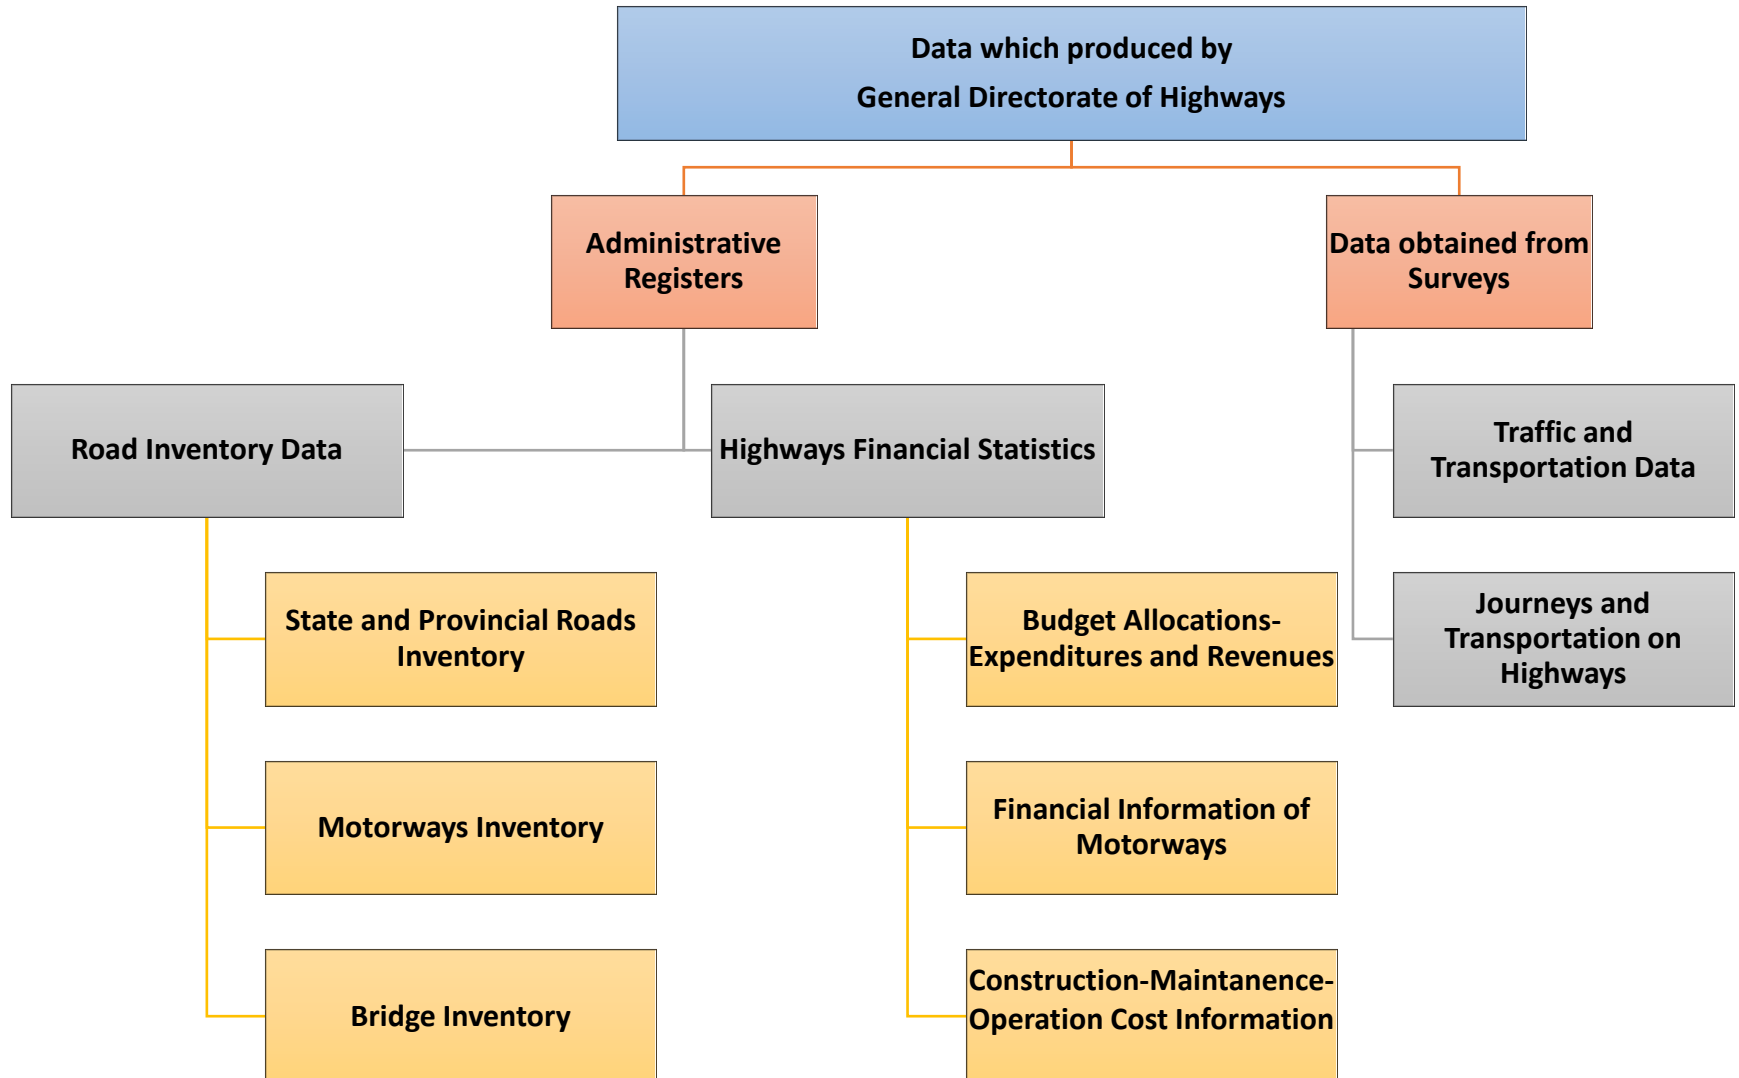 Data which produced by
General Directorate of Highways
Administrative
Registers
Data obtained from
Surveys
Road Inventory Data
Highways Financial Statistics
Traffic and
Transportation Data
State and Provincial Roads
Inventory
Budget Allocations-
Expenditures and Revenues
Journeys and
Transportation on
Highways
Motorways Inventory
Financial Information of
Motorways
Bridge Inventory
Construction-Maintanence-
Operation Cost Information